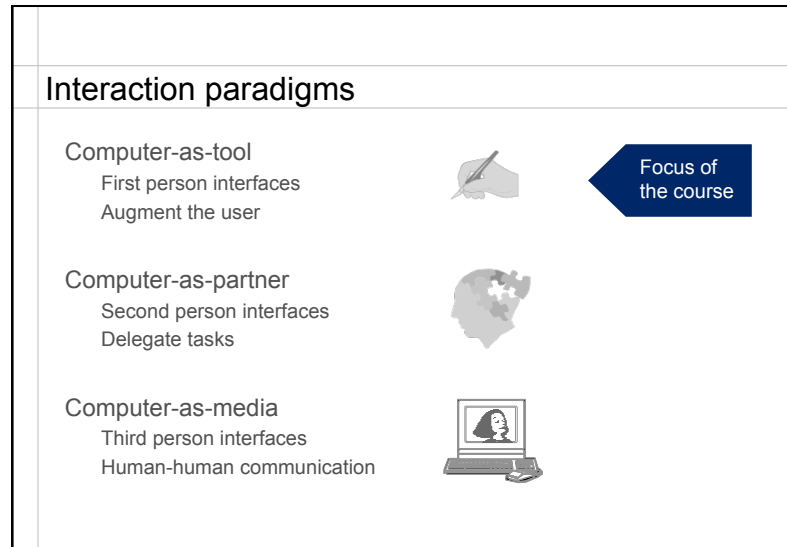 Interaction paradigms
Computer-as-tool
First person interfaces
Augment the user
Focus of
the course
Computer-as-partner
Second person interfaces
Delegate tasks
Computer-as-media
Third person interfaces
Human-human communication